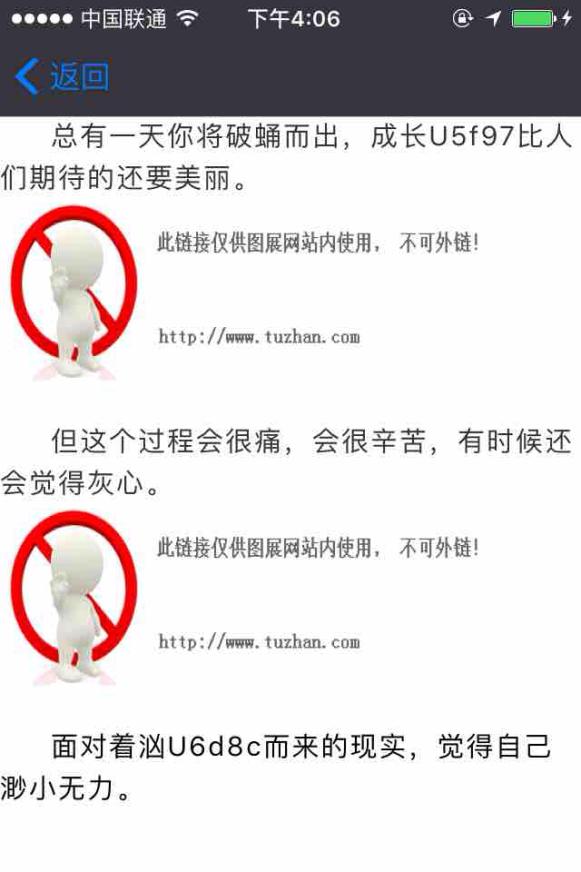 中国联通 下午4:06
返回
总有一天你将破蛹而出，成长U5f97比人
们期待的还要美丽。
此链接仅供图展网站内使用， 不可外链!
http://www.tuzhan.com
但这个过程会很痛，会很辛苦，有时候还
会觉得灰心。
此链接仅供图展网站内使用， 不可外链!
http://www.tuzhan.com
面对着汹U6d8c而来的现实，觉得自己
渺小无力。